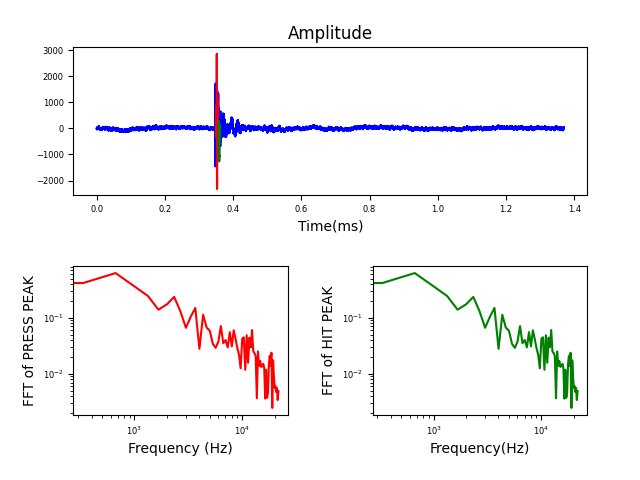 Amplitude
3000
2000
1000
0
−1000
−2000
0.0 0.2 0.4 0.6 0.8 1.0 1.2 1.4
Time(ms)
FFT of PRESS PEAK
10⁻¹
10⁻²
10³ 10⁴
Frequency (Hz)
FFT of HIT PEAK
10⁻¹
10⁻²
10³ 10⁴
Frequency(Hz)